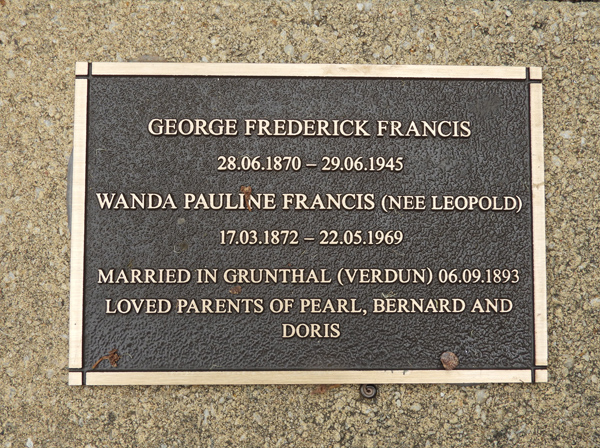 GEORGE FREDERICK FRANCIS
28.06.1870 – 29.06.1945
WANDA PAULINE FRANCIS (NEE LEOPOLD)
17.03.1872 – 22.05.1969
MARRIED IN GRUNTHAL (VERDUN) 06.09.1893
LOVED PARENTS OF PEARL, BERNARD AND
DORIS